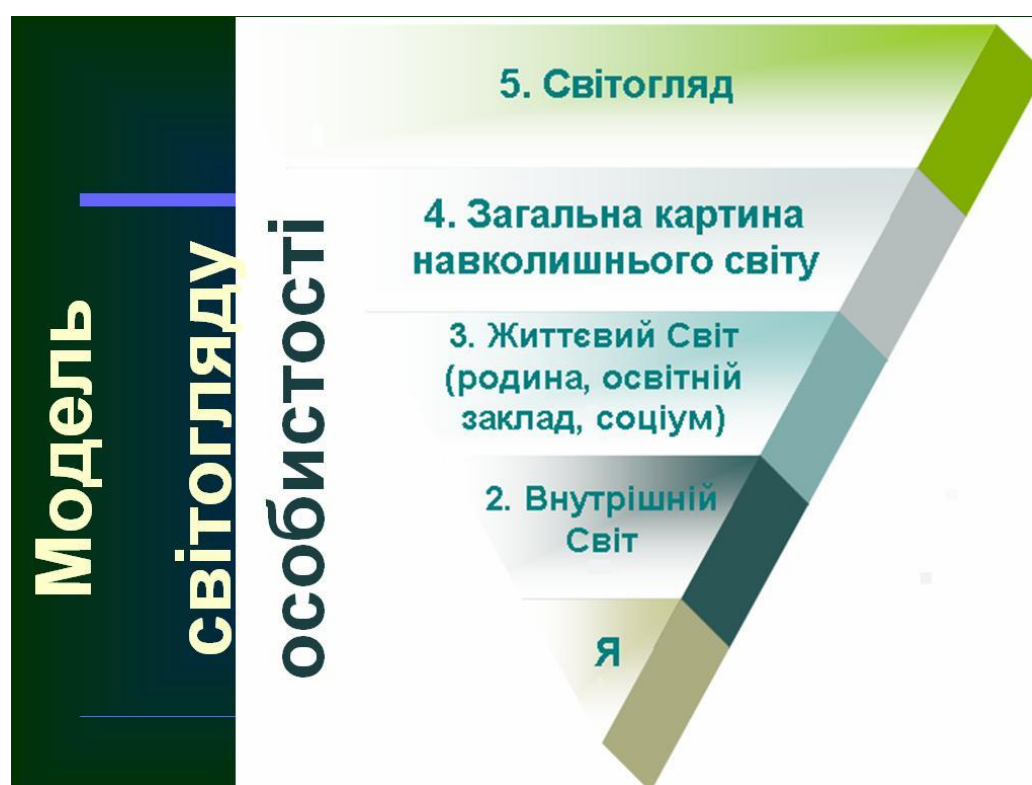 Модель
світогляду
особистості
5. Світогляд
4. Загальна картина
навколишнього світу
3. Життєвий Світ
(родина, освітній
заклад, соціум)
2. Внутрішній
Світ
Я